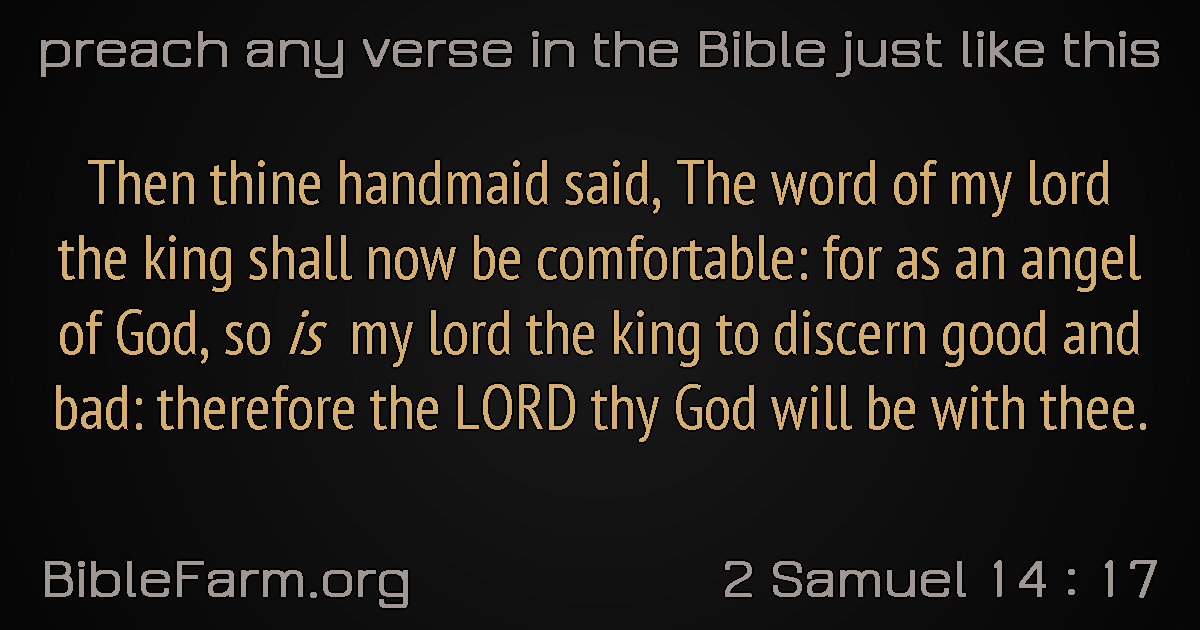 preach any verse in the Bible just like this
Then thine handmaid said, The word of my lord
the king shall now be comfortable: for as an angel
of God, so is my lord the king to discern good and
bad: therefore the LORD thy God will be with thee.
BibleFarm.org
2 Samuel 14 : 17